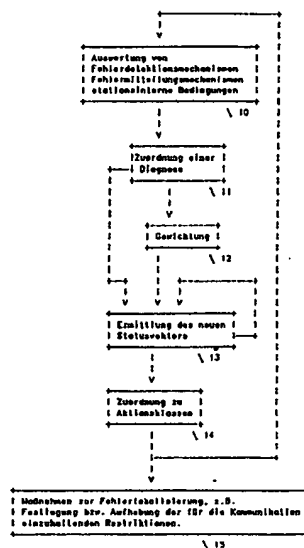 Auswertung von
Fehlerdetektionsmechanismen
Fehlermitteilungsmechanismen
stationsinterne Bedingungen
10
Zuordnung einer
Diagnose
11
Gewichtung
12
Ermittlung des neuen
Statusvektors
13
Zuordnung zu
Aktionsklassen
14
Maßnahmen zur Fehlertolerierung, z.B.
Festlegung bzw. Aufhebung der für die Kommunikation
einzuhaltenden Restriktionen.
15